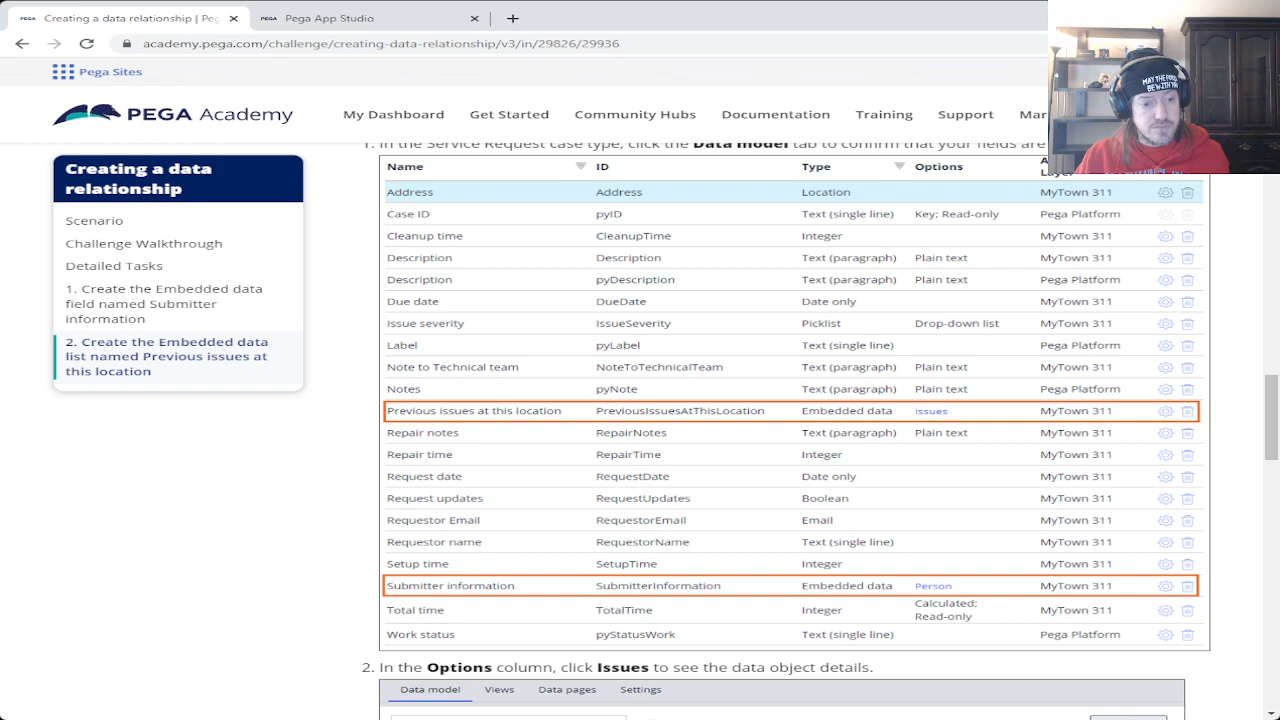 Creating a data relationship | Peg
Pega App Studio
academy.pega.com/challenge/creating-data-relationship/
Pega Sites
PEGA Academy
My Dashboard
Get Started
Community Hubs
Documentation
Training
Support
Mar
Creating a data
relationship
Scenario
Challenge Walkthrough
Detailed Tasks
1. Create the Embedded data
field named Submitter
information
2. Create the Embedded data
list named Previous issues at
this location
Name ID Type Options
Address Address Location MyTown 311
Case ID pyID Text (single line) Key; Read-only Pega Platform
Cleanup time CleanupTime Integer MyTown 311
Description Description Text (paragraph) Plain text MyTown 311
Description pyDescription Text (paragraph) Plain text Pega Platform
Due date DueDate Date only MyTown 311
Issue severity IssueSeverity Picklist Drop-down list MyTown 311
Label pyLabel Text (single line) Pega Platform
Note to Technical Team NoteToTechnicalTeam Text (paragraph) Plain text MyTown 311
Notes pyNote Text (paragraph) Plain text Pega Platform
Previous issues at this location PreviousIssuesAtThisLocation Embedded data Issues MyTown 311
Repair notes RepairNotes Text (paragraph) Plain text MyTown 311
Repair time RepairTime Integer MyTown 311
Request date RequestDate Date only MyTown 311
Request updates RequestUpdates Boolean MyTown 311
Requestor Email RequestorEmail Email MyTown 311
Requestor name RequestorName Text (single line) MyTown 311
Setup time SetupTime Integer MyTown 311
Submitter information SubmitterInformation Embedded data Person MyTown 311
Total time TotalTime Integer Calculated; Read-only MyTown 311
Work status pyStatusWork Text (single line) Pega Platform
2. In the Options column, click Issues to see the data object details.
Data model Views Data pages Settings
MAY THE
BE WITH YOU